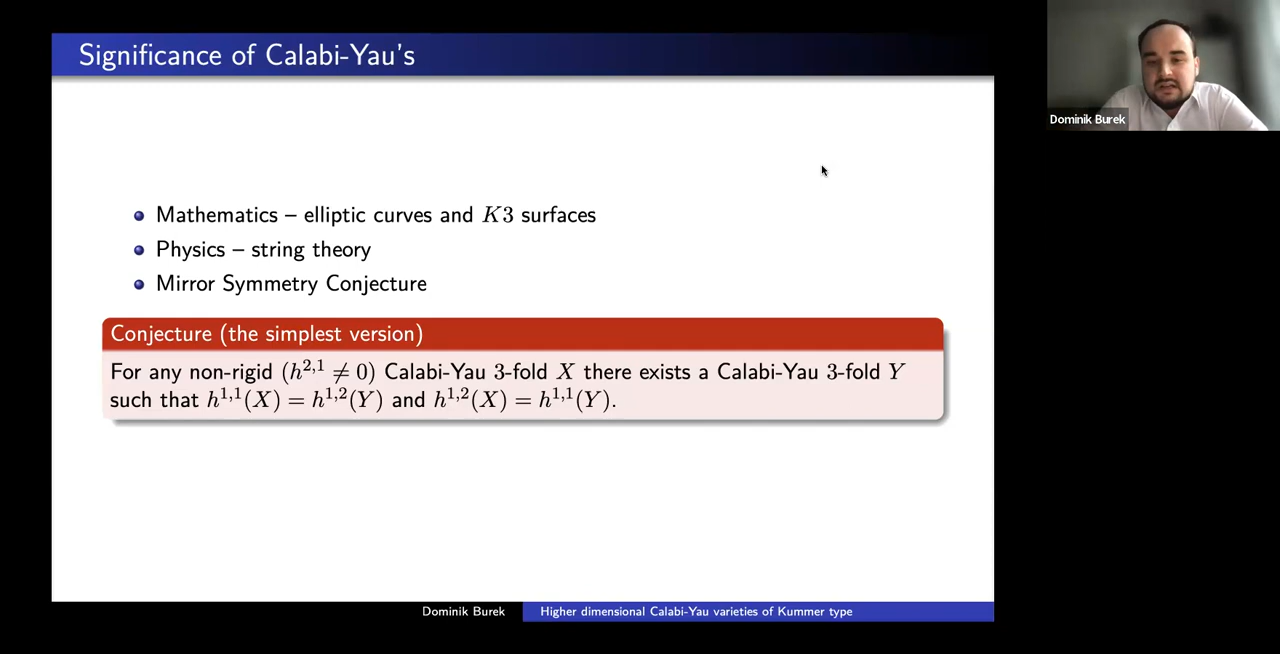 Significance of Calabi-Yau's
Dominik Burek
Mathematics – elliptic curves and K3 surfaces
Physics – string theory
Mirror Symmetry Conjecture
Conjecture (the simplest version)
For any non-rigid (h^{2,1} ≠ 0) Calabi-Yau 3-fold X there exists a Calabi-Yau 3-fold Y
such that h^{1,1}(X) = h^{1,2}(Y) and h^{1,2}(X) = h^{1,1}(Y).
Dominik Burek
Higher dimensional Calabi-Yau varieties of Kummer type